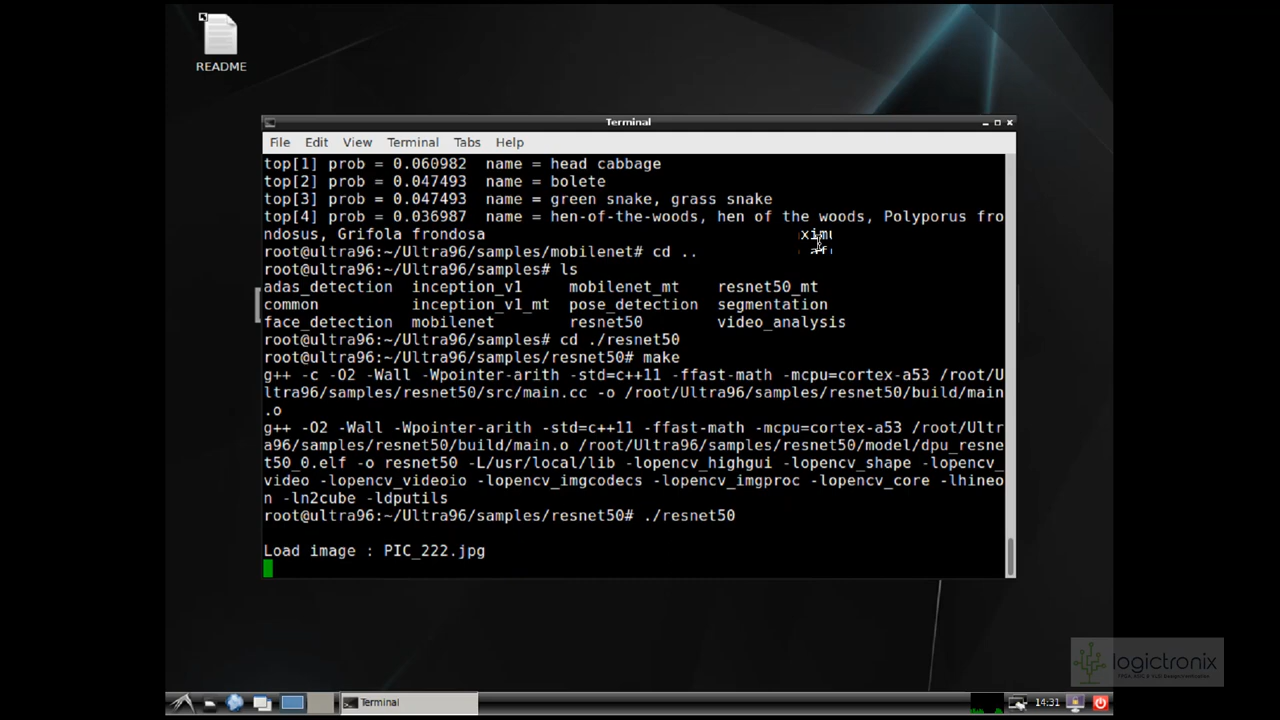 README
Terminal
File Edit View Terminal Tabs Help
top[1] prob = 0.060982  name = head cabbage
top[2] prob = 0.047493  name = bolete
top[3] prob = 0.047493  name = green snake, grass snake
top[4] prob = 0.036987  name = hen-of-the-woods, hen of the woods, Polyporus fro
ndosus, Grifola frondosa
root@ultra96:~/Ultra96/samples/mobilenet# cd ..
root@ultra96:~/Ultra96/samples# ls
adas_detection  inception_v1     mobilenet_mt    resnet50_mt
common          inception_v1_mt  pose_detection  segmentation
face_detection  mobilenet        resnet50        video_analysis
root@ultra96:~/Ultra96/samples# cd ./resnet50
root@ultra96:~/Ultra96/samples/resnet50# make
g++ -c -O2 -Wall -Wpointer-arith -std=c++11 -ffast-math -mcpu=cortex-a53 /root/U
ltra96/samples/resnet50/src/main.cc -o /root/Ultra96/samples/resnet50/build/main
.o
g++ -O2 -Wall -Wpointer-arith -std=c++11 -ffast-math -mcpu=cortex-a53 /root/Ultr
a96/samples/resnet50/build/main.o /root/Ultra96/samples/resnet50/model/dpu_resne
t50_0.elf -o resnet50 -L/usr/local/lib -lopencv_highgui -lopencv_shape -lopencv_
video -lopencv_videoio -lopencv_imgcodecs -lopencv_imgproc -lopencv_core -lhineo
n -ln2cube -ldputils
root@ultra96:~/Ultra96/samples/resnet50# ./resnet50
Load image : PIC_222.jpg
logictronix
Terminal
14:31